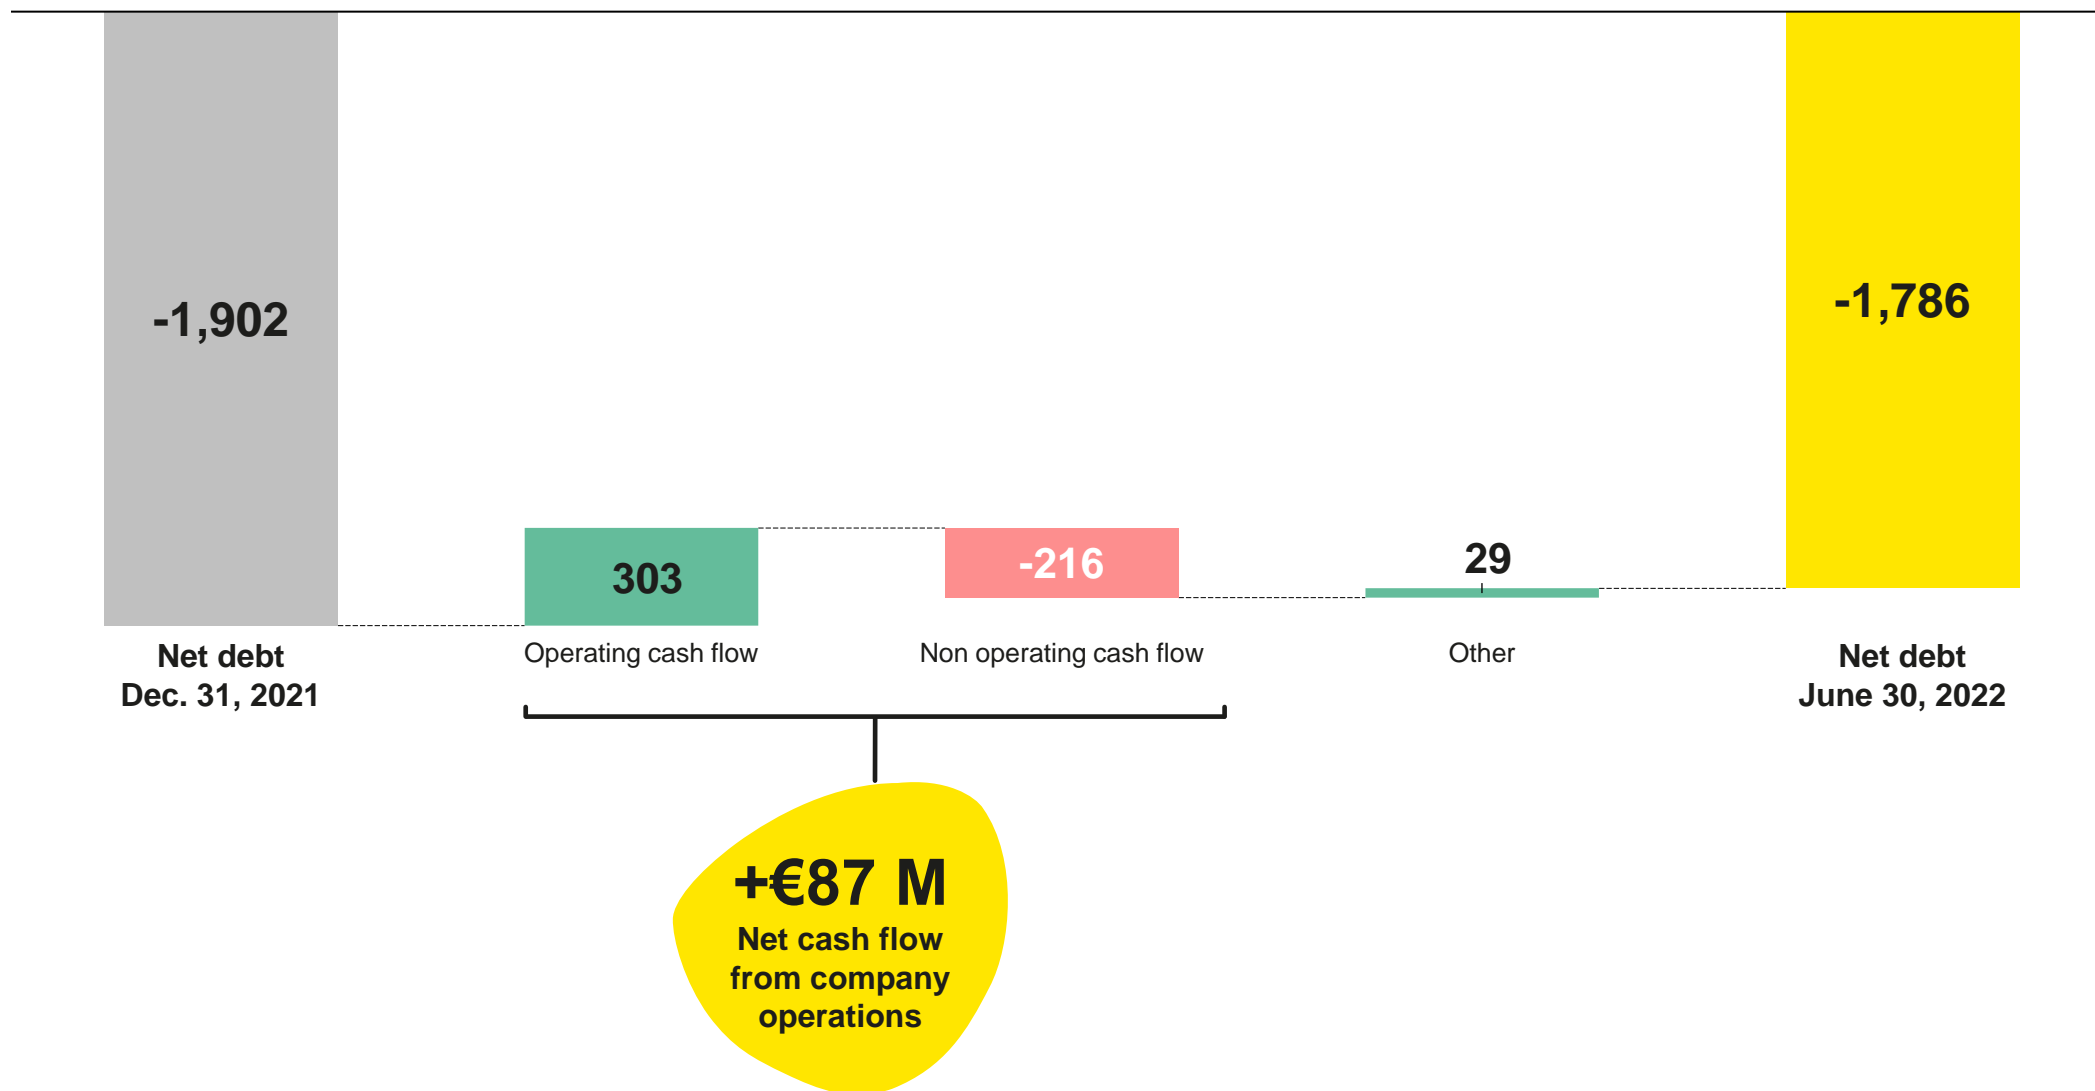 -1,902
-1,786
303
-216
29
Net debt
Dec. 31, 2021
Operating cash flow
Non operating cash flow
Other
Net debt
June 30, 2022
+€87 M
Net cash flow
from company
operations